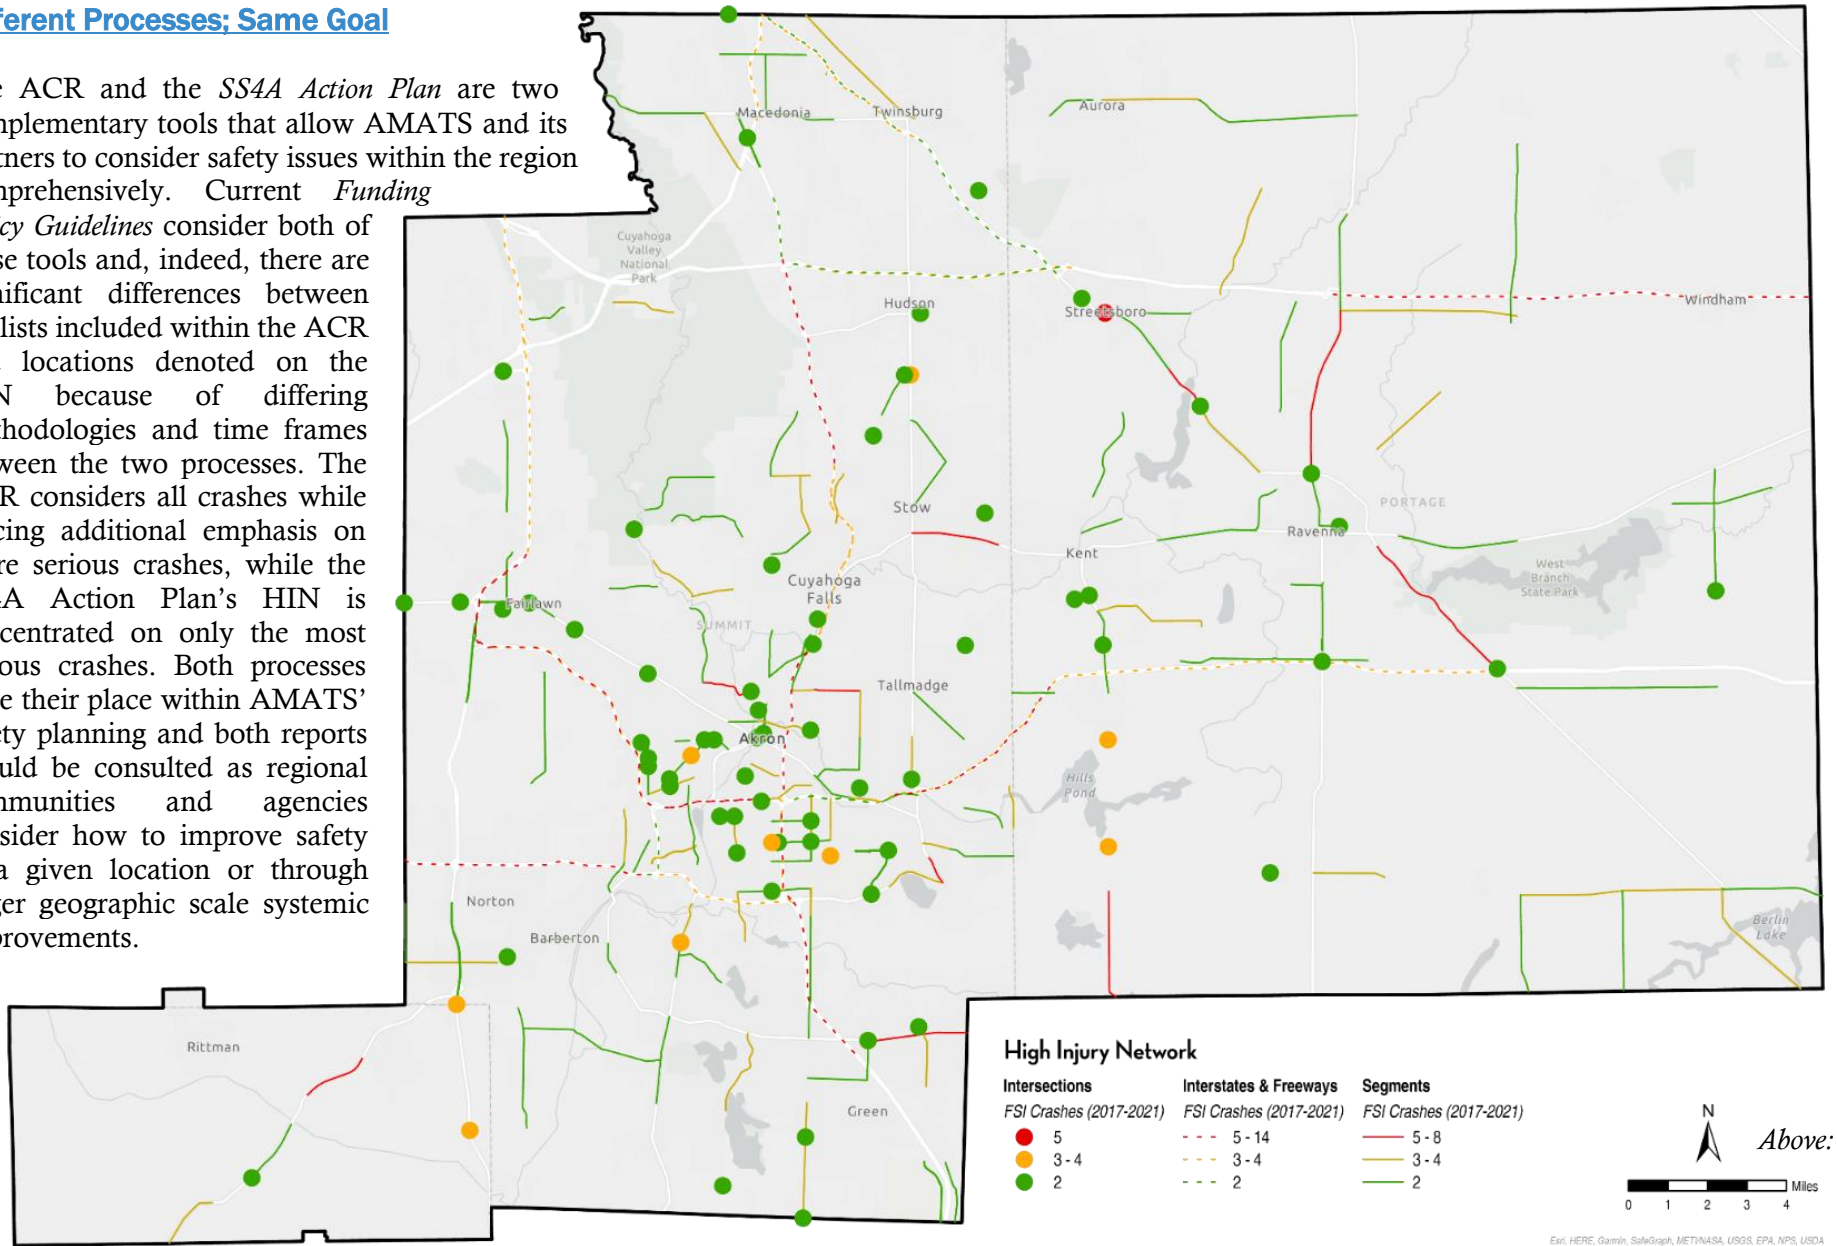 ferent Processes; Same Goal
ACR and the SS4A Action Plan are two
mplementary tools that allow AMATS and its
tners to consider safety issues within the region
mprehensively. Current Funding
cy Guidelines consider both of
se tools and, indeed, there are
nificant differences between
lists included within the ACR
locations denoted on the
N because of differing
thodologies and time frames
ween the two processes. The
R considers all crashes while
cing additional emphasis on
re serious crashes, while the
A Action Plan's HIN is
centrated on only the most
ous crashes. Both processes
e their place within AMATS'
ety planning and both reports
uld be consulted as regional
mmunities and agencies
sider how to improve safety
a given location or through
ger geographic scale systemic
provements.
Macedonia
Twinsburg
Aurora
Cuyahoga
Valley
National
Park
Hudson
Streetsboro
Windham
Stow
PORTAGE
Ravenna
Kent
West
Branch
State Park
Cuyahoga
Falls
Fairlawn
SUMMIT
Tallmadge
Akron
Hills
Pond
Norton
Barberton
Berlin
Lake
Rittman
Green
High Injury Network
Intersections
FSI Crashes (2017-2021)
5
3 - 4
2
Interstates & Freeways
FSI Crashes (2017-2021)
5 - 14
3 - 4
2
Segments
FSI Crashes (2017-2021)
5 - 8
3 - 4
2
N
Above:
Miles
0 1 2 3 4
Esri, HERE, Garmin, SafeGraph, METI/NASA, USGS, EPA, NPS, USDA